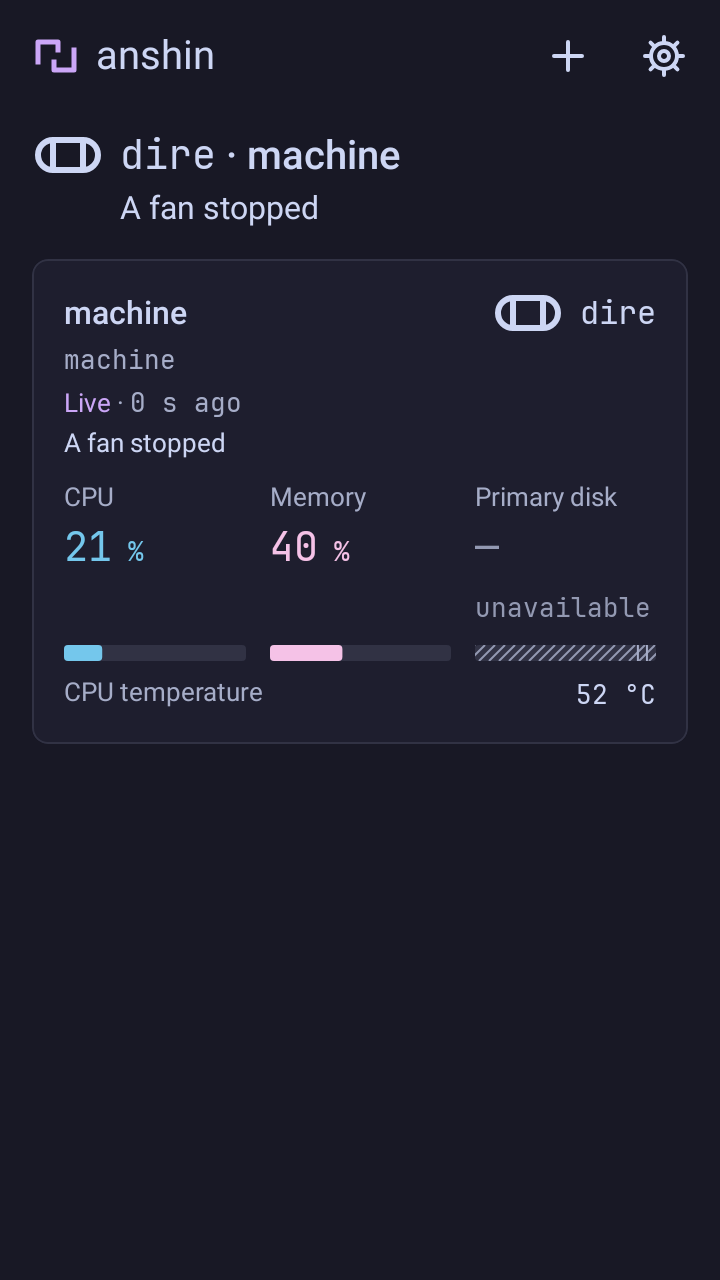 anshin
dire · machine
A fan stopped
machine dire
machine
Live · 0 s ago
A fan stopped
CPU Memory Primary disk
21 % 40 % —
unavailable
CPU temperature 52 °C